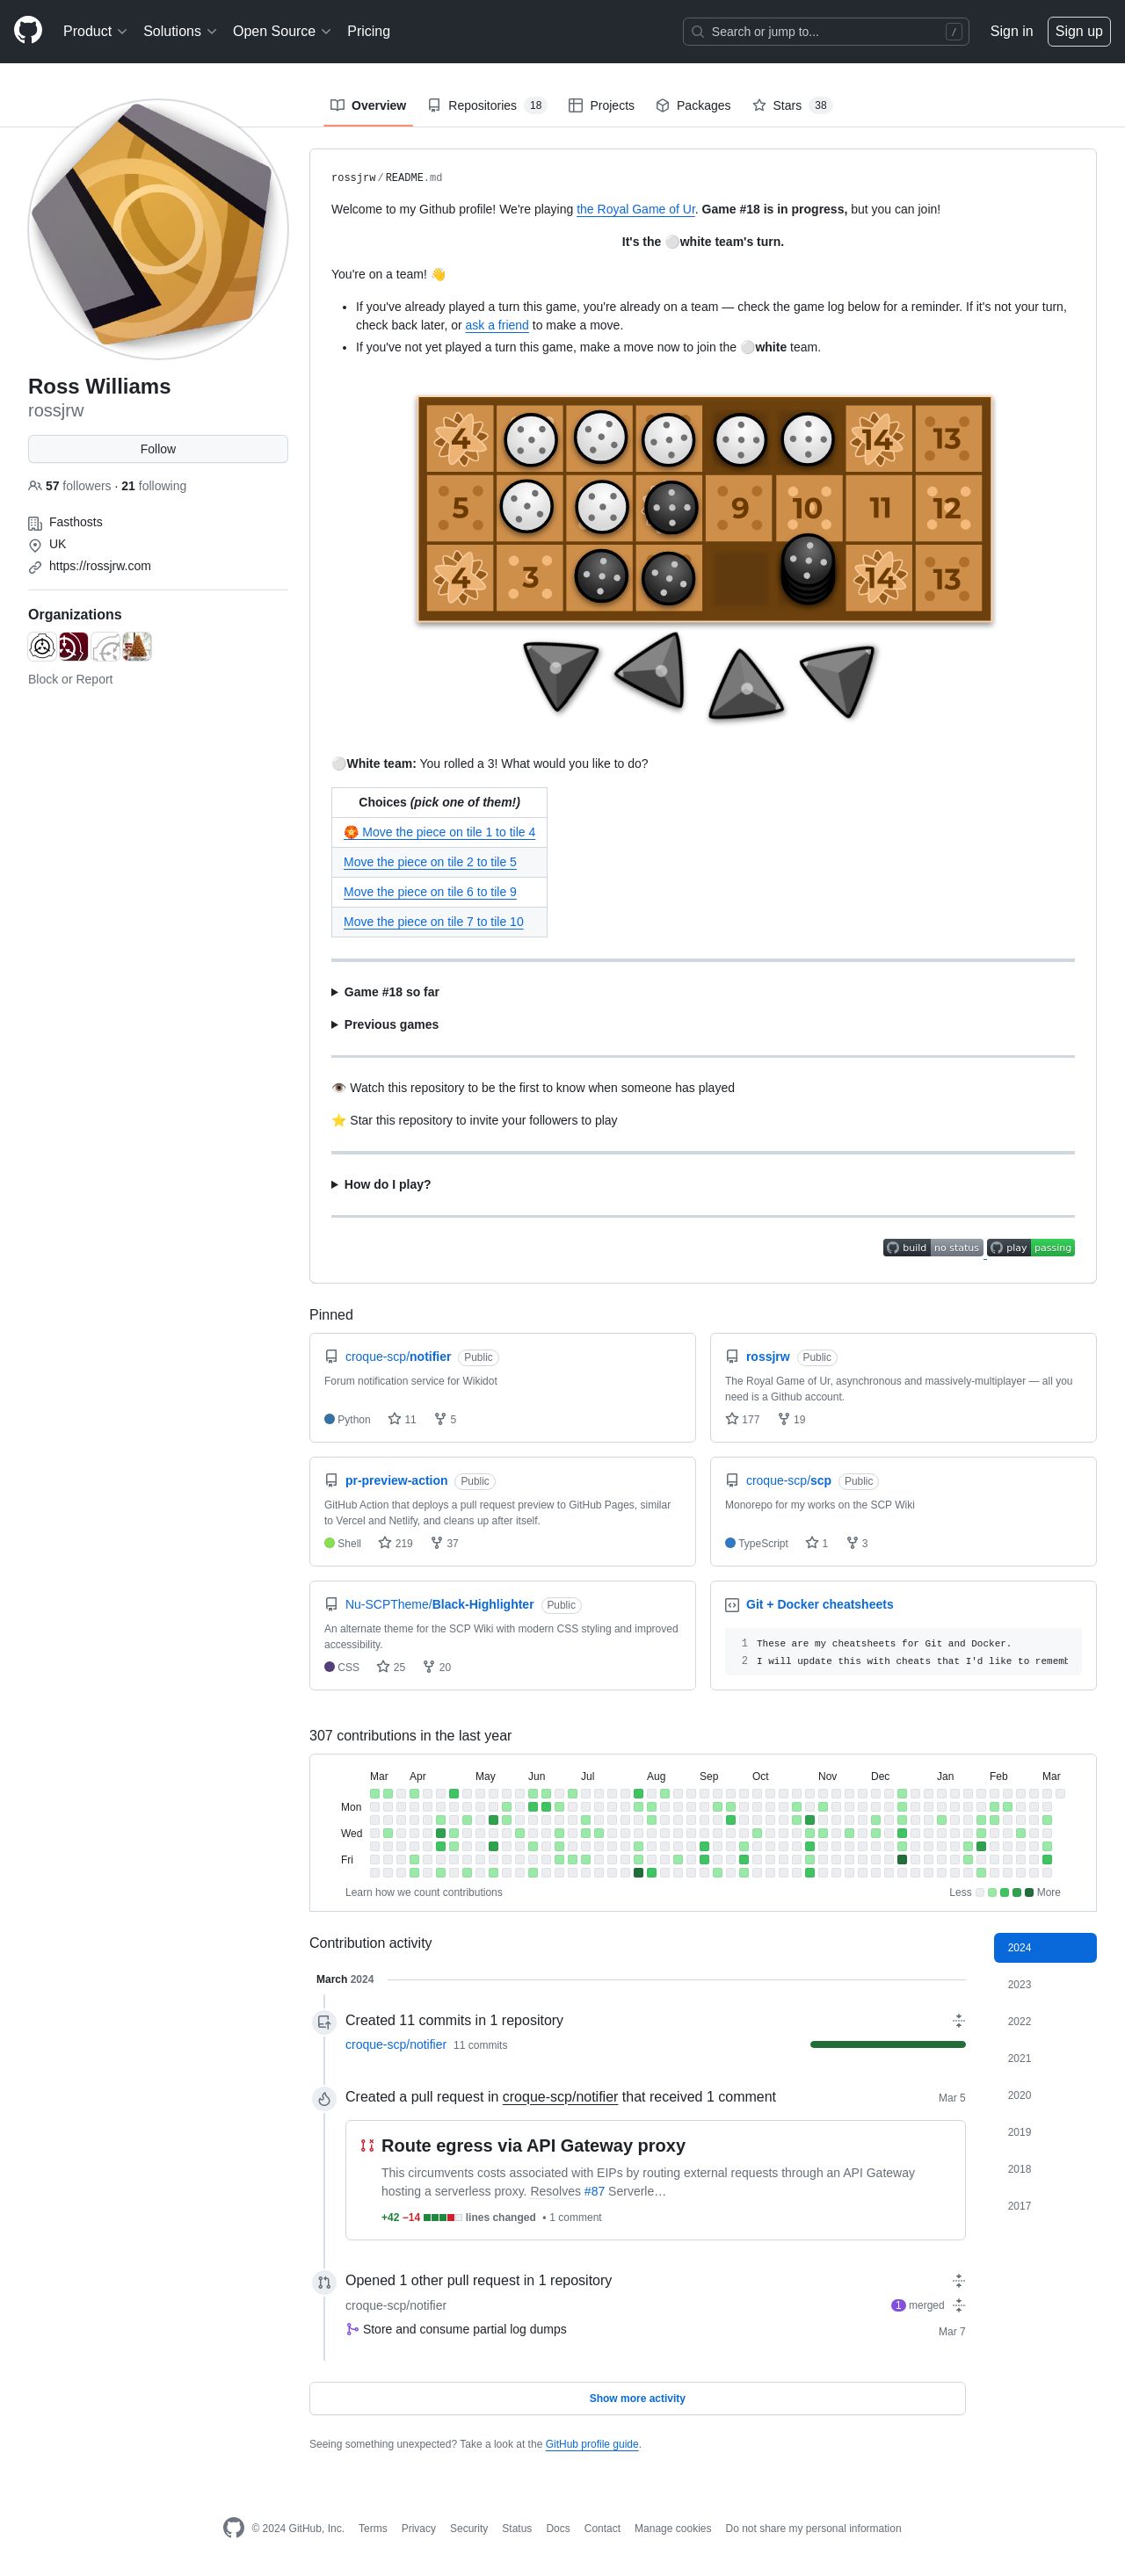 Product Solutions Open Source Pricing Search or jump to... / Sign in Sign up
Overview Repositories 18 Projects Packages Stars 38
Ross Williams
rossjrw
Follow
57 followers · 21 following
Fasthosts
UK
https://rossjrw.com
Organizations
Block or Report
rossjrw/README.md
Welcome to my Github profile! We're playing the Royal Game of Ur. Game #18 is in progress, but you can join!
It's the ⚪white team's turn.
You're on a team! 👋
• If you've already played a turn this game, you're already on a team — check the game log below for a reminder. If it's not your turn,
check back later, or ask a friend to make a move.
• If you've not yet played a turn this game, make a move now to join the ⚪white team.
4 14 13
5 9 10 11 12
4 3 14 13
⚪White team: You rolled a 3! What would you like to do?
Choices (pick one of them!)
🏵️ Move the piece on tile 1 to tile 4
Move the piece on tile 2 to tile 5
Move the piece on tile 6 to tile 9
Move the piece on tile 7 to tile 10
▶ Game #18 so far
▶ Previous games
👁️ Watch this repository to be the first to know when someone has played
⭐ Star this repository to invite your followers to play
▶ How do I play?
build no status play passing
Pinned
croque-scp/notifier Public
Forum notification service for Wikidot
Python 11 5
rossjrw Public
The Royal Game of Ur, asynchronous and massively-multiplayer — all you
need is a Github account.
177 19
pr-preview-action Public
GitHub Action that deploys a pull request preview to GitHub Pages, similar
to Vercel and Netlify, and cleans up after itself.
Shell 219 37
croque-scp/scp Public
Monorepo for my works on the SCP Wiki
TypeScript 1 3
Nu-SCPTheme/Black-Highlighter Public
An alternate theme for the SCP Wiki with modern CSS styling and improved
accessibility.
CSS 25 20
Git + Docker cheatsheets
1 These are my cheatsheets for Git and Docker.
2 I will update this with cheats that I'd like to rememb
307 contributions in the last year
Mar Apr May Jun Jul Aug Sep Oct Nov Dec Jan Feb Mar
Mon
Wed
Fri
Learn how we count contributions Less More
Contribution activity
2024
2023
2022
2021
2020
2019
2018
2017
March 2024
Created 11 commits in 1 repository
croque-scp/notifier 11 commits
Created a pull request in croque-scp/notifier that received 1 comment Mar 5
Route egress via API Gateway proxy
This circumvents costs associated with EIPs by routing external requests through an API Gateway
hosting a serverless proxy. Resolves #87 Serverle…
+42 −14 lines changed • 1 comment
Opened 1 other pull request in 1 repository
croque-scp/notifier 1 merged
Store and consume partial log dumps Mar 7
Show more activity
Seeing something unexpected? Take a look at the GitHub profile guide.
© 2024 GitHub, Inc. Terms Privacy Security Status Docs Contact Manage cookies Do not share my personal information